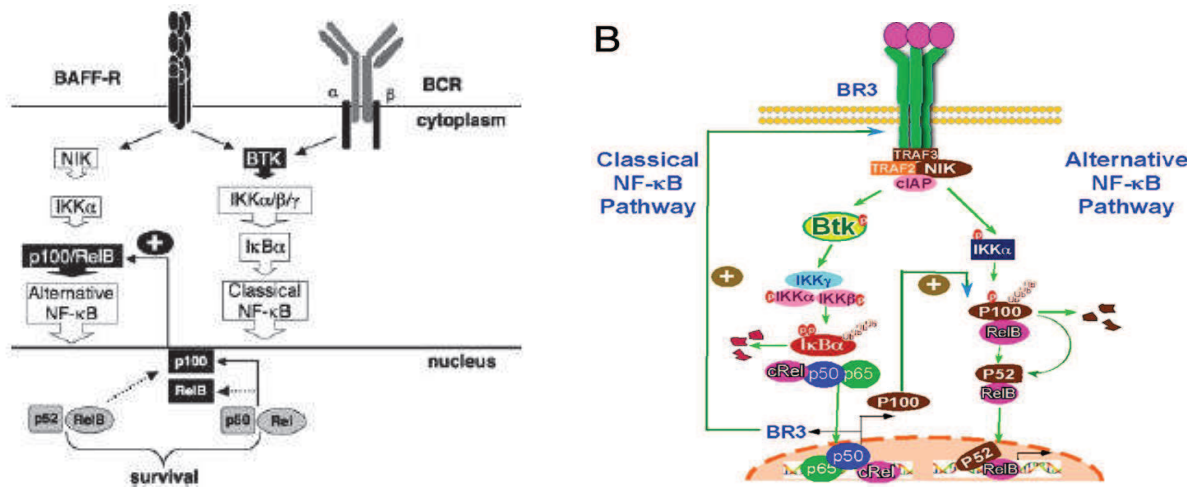 BAFF-R
α
β
BCR
cytoplasm
NIK
BTK
IKKα
IKKα/β/γ
p100/RelB
+
IκBα
Alternative
NF-κB
Classical
NF-κB
nucleus
p100
RelB
p52
RelB
p50
Rel
survival
B
BR3
Classical
NF-κB
Pathway
TRAF3
TRAF2
NIK
cIAP
Alternative
NF-κB
Pathway
Btk
p
p
IKKα
+
IKKγ
+
p
IKKα
IKKβ
p
p
P100
RelB
p
p
IκBα
cRel
p50
p65
P52
RelB
P100
BR3
p50
p65
cRel
P52
RelB